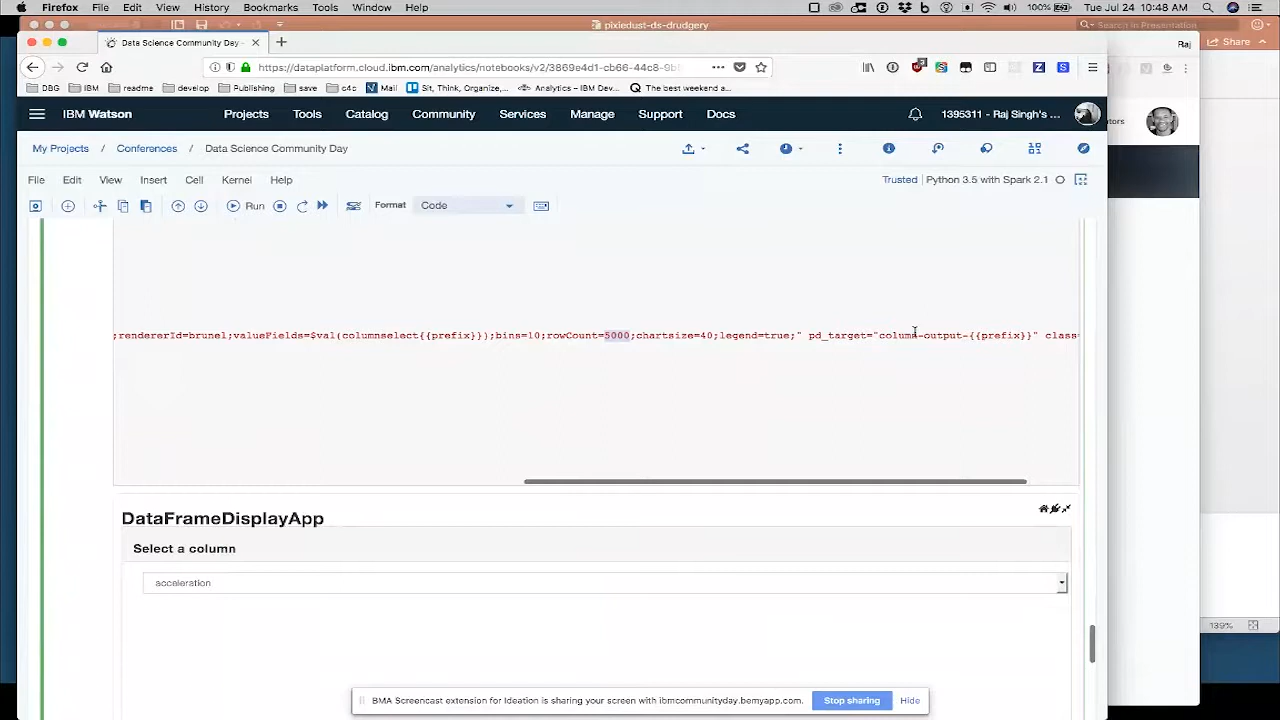 Firefox File Edit View History Bookmarks Tools Window Help 100% Tue Jul 24 10:48 AM
pixiedust-ds-drudgery Search in Presentation
Data Science Community Day - Share
Raj
https://dataplatform.cloud.ibm.com/analytics/notebooks/v2/3869e4d1-cb66-44c8-9b
DBG IBM readme develop Publishing save c4c Mail Sit, Think, Organize,... Analytics – IBM Dev... The best weekend a...
IBM Watson Projects Tools Catalog Community Services Manage Support Docs 1395311 - Raj Singh's ...
My Projects / Conferences / Data Science Community Day
File Edit View Insert Cell Kernel Help Trusted Python 3.5 with Spark 2.1
Run Format Code
;rendererId=brunel;valueFields=$val(columnselect{{prefix}});bins=10;rowCount=5000;chartsize=40;legend=true;" pd_target="column-output-{{prefix}}" class=
DataFrameDisplayApp
Select a column
acceleration
139%
BMA Screencast extension for Ideation is sharing your screen with ibmcommunityday.bemyapp.com. Stop sharing Hide